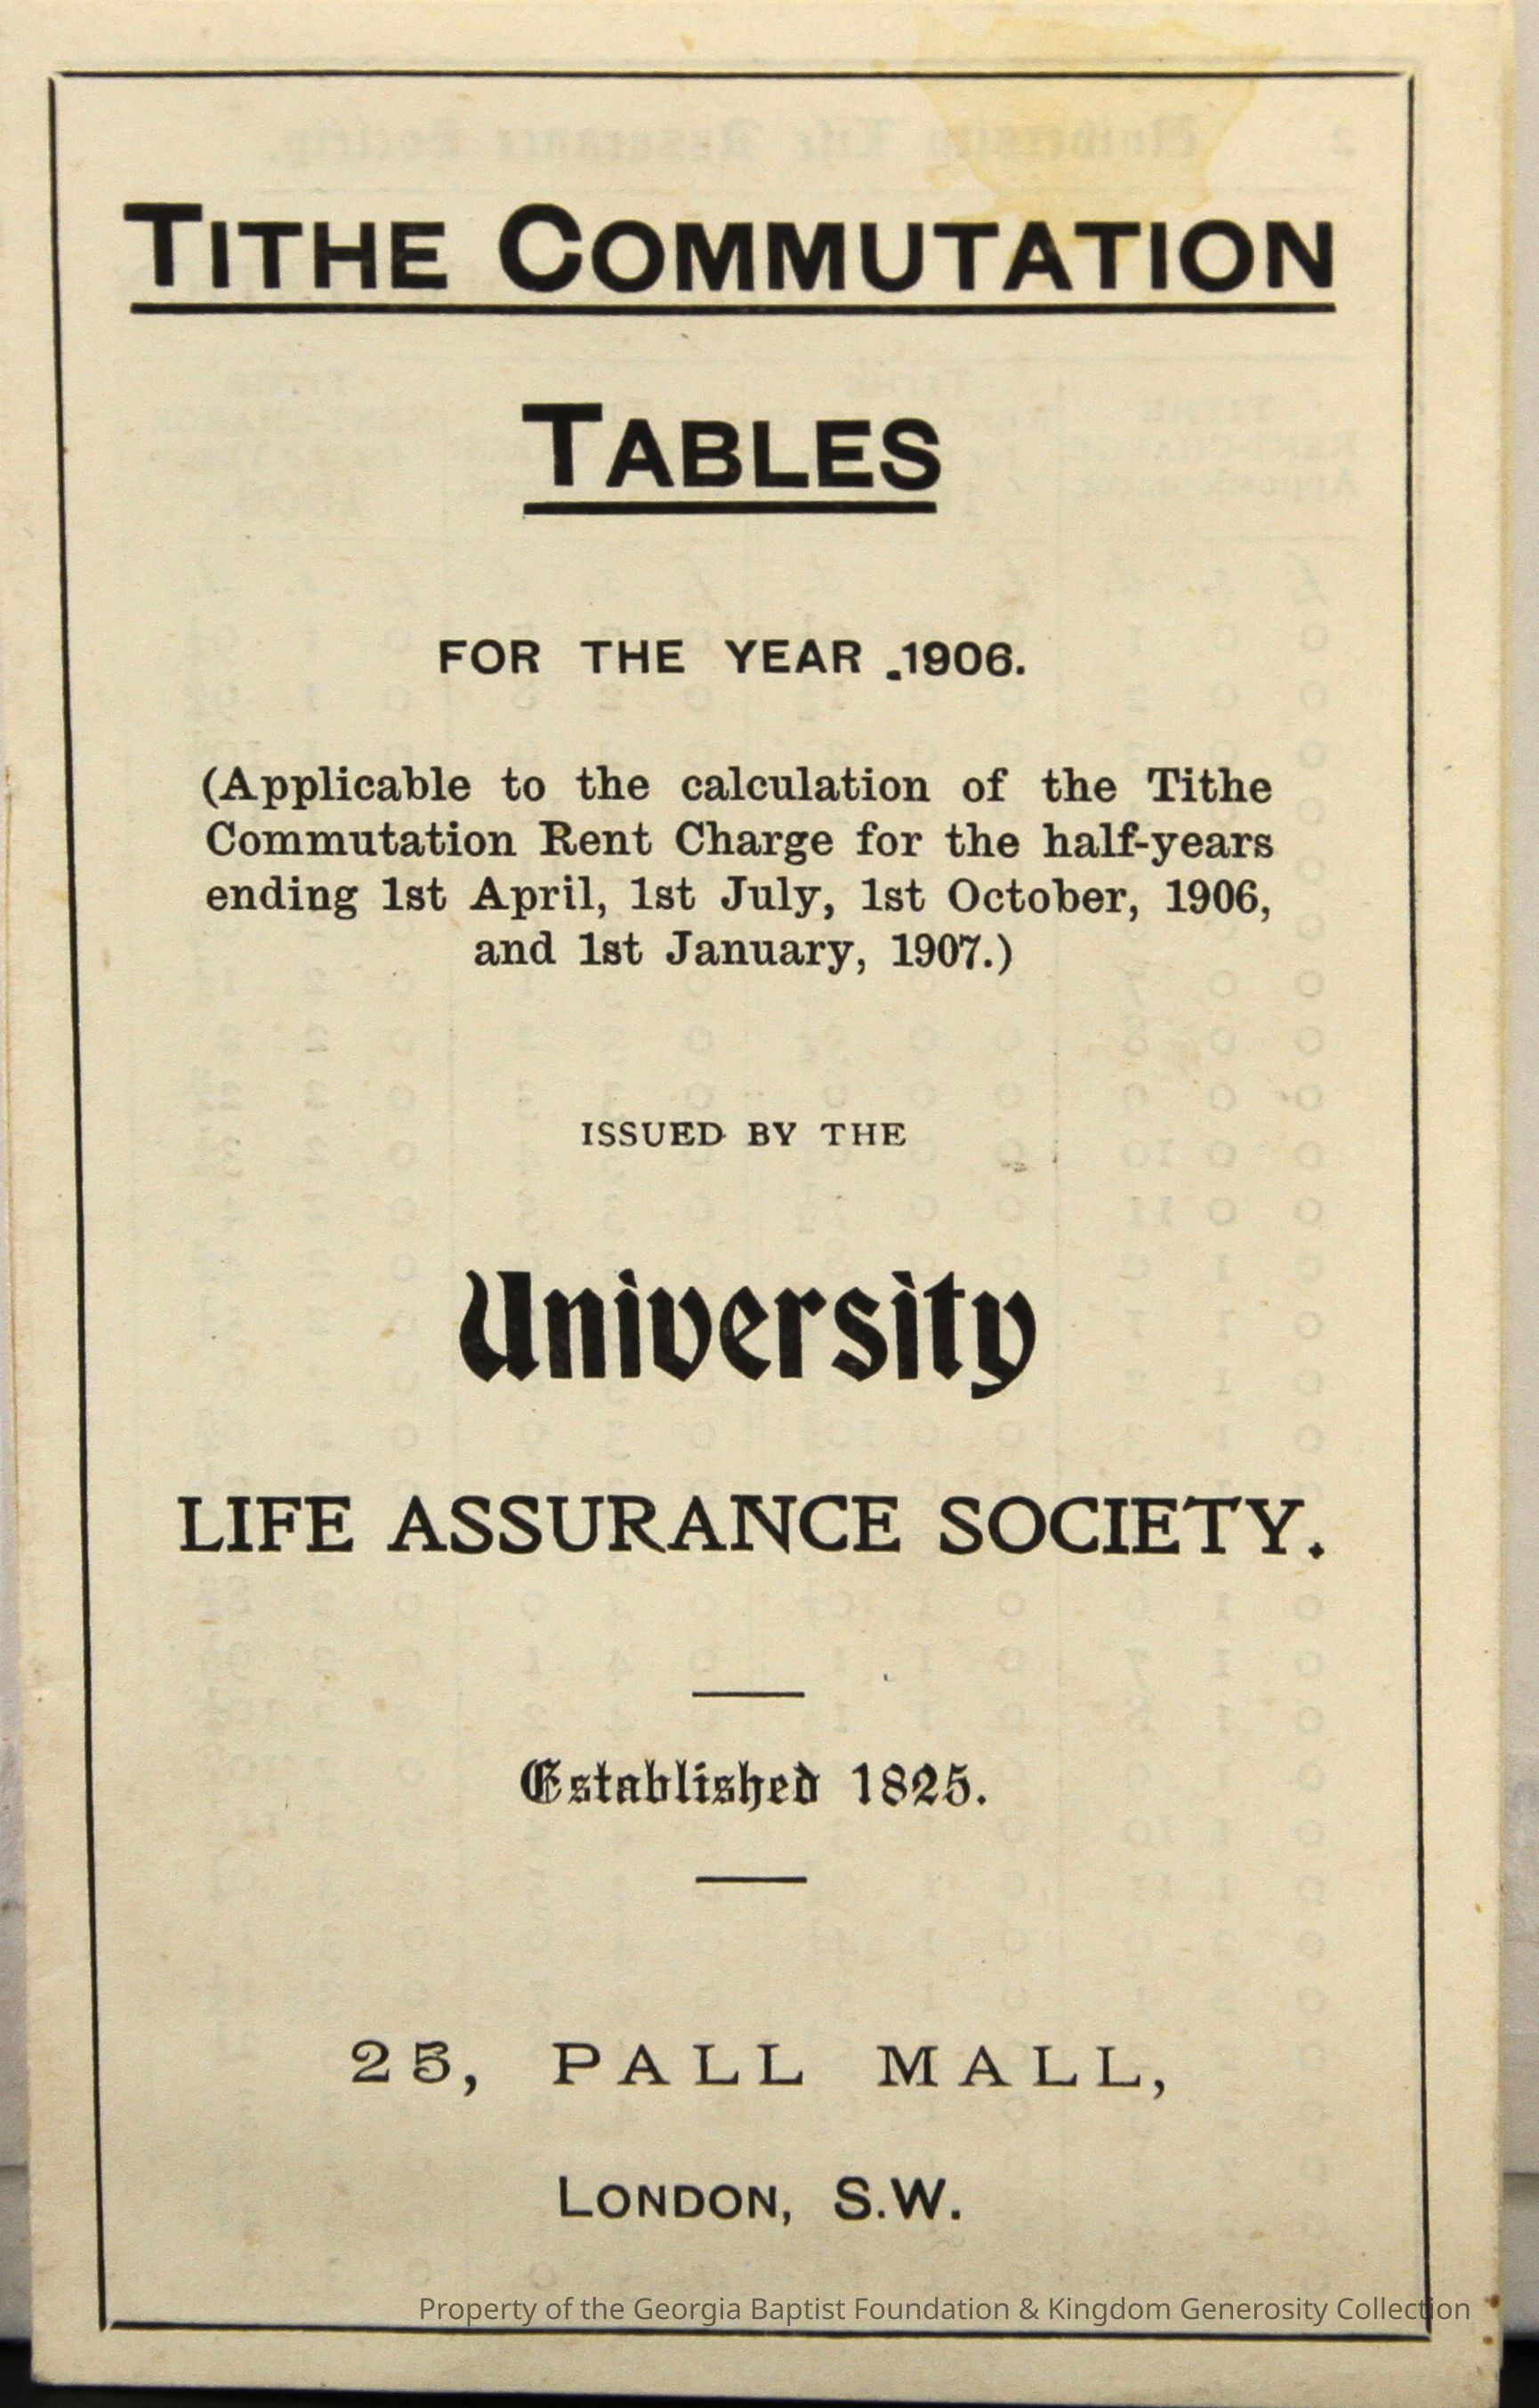 TITHE COMMUTATION
TABLES
FOR THE YEAR .1906.
(Applicable to the calculation of the Tithe
Commutation Rent Charge for the half-years
ending 1st April, 1st July, 1st October, 1906,
and 1st January, 1907.)
ISSUED BY THE
University
LIFE ASSURANCE SOCIETY.
Established 1825.
25, PALL MALL,
LONDON, S.W.
Property of the Georgia Baptist Foundation & Kingdom Generosity Collection